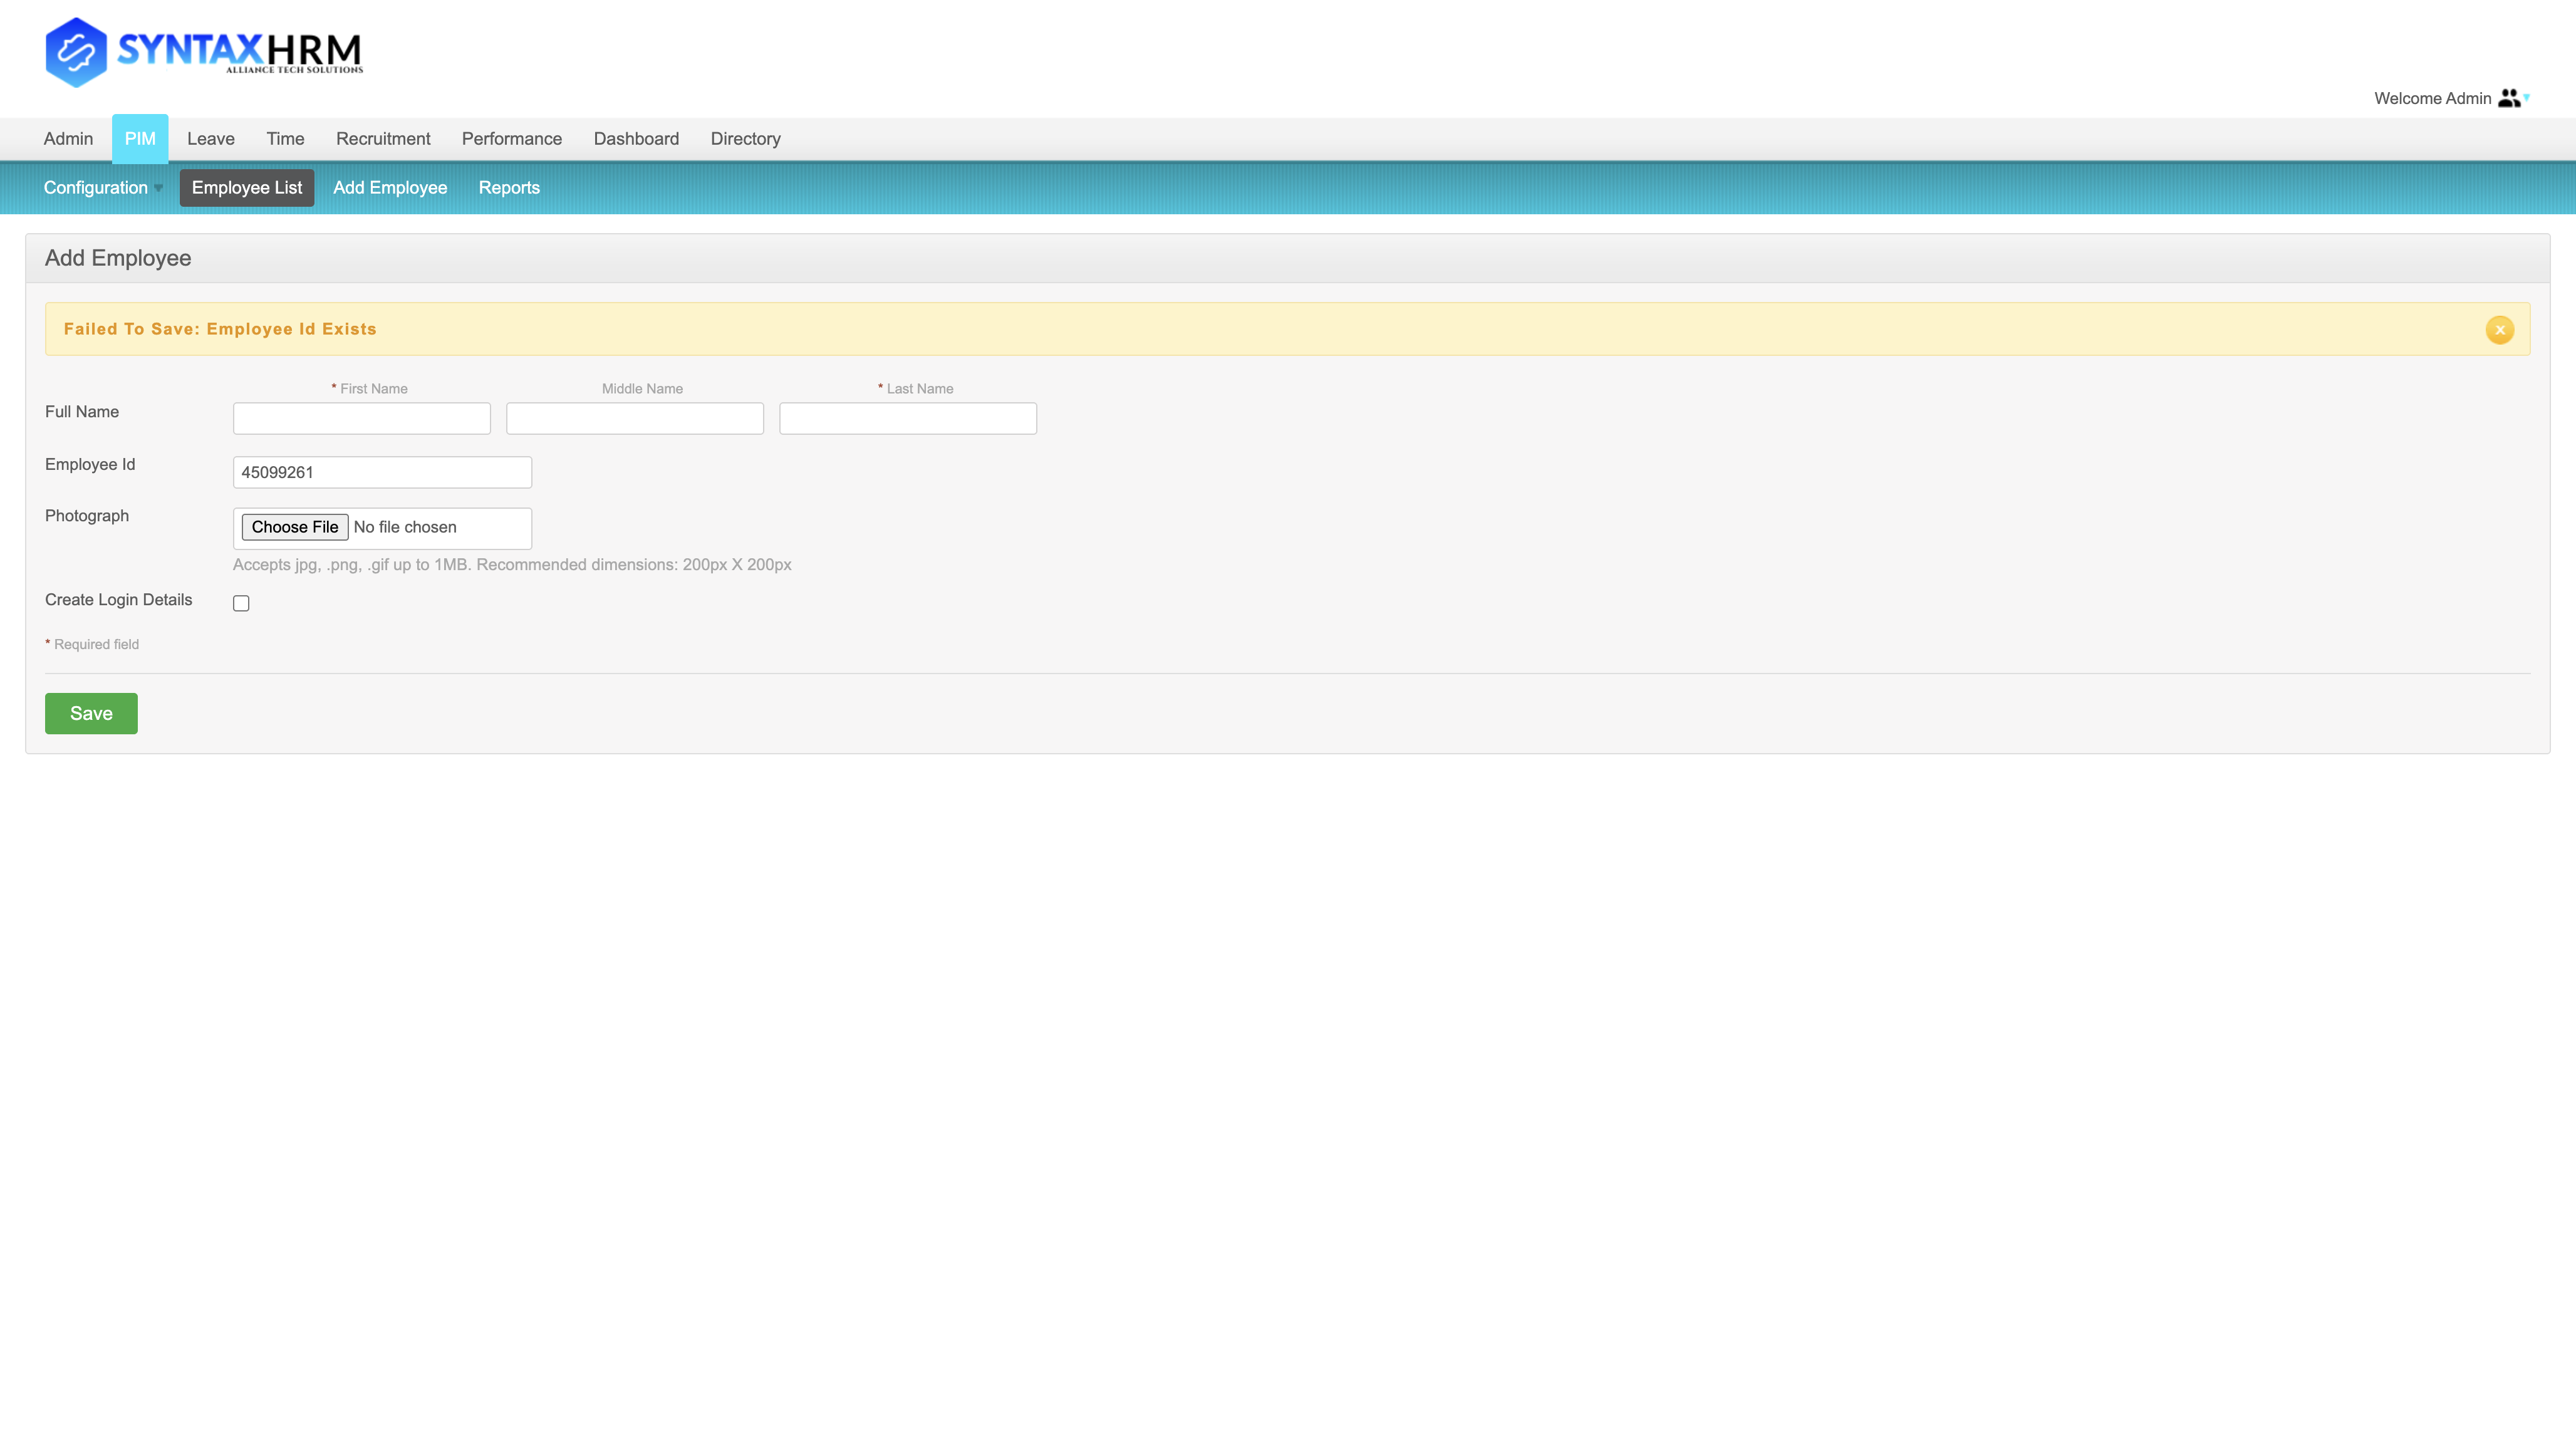 SYNTAXHRM
ALLIANCE TECH SOLUTIONS
Welcome Admin
Admin PIM Leave Time Recruitment Performance Dashboard Directory
Configuration Employee List Add Employee Reports
Add Employee
Failed To Save: Employee Id Exists
* First Name Middle Name * Last Name
Full Name
Employee Id 45099261
Photograph Choose File No file chosen
Accepts jpg, .png, .gif up to 1MB. Recommended dimensions: 200px X 200px
Create Login Details
* Required field
Save